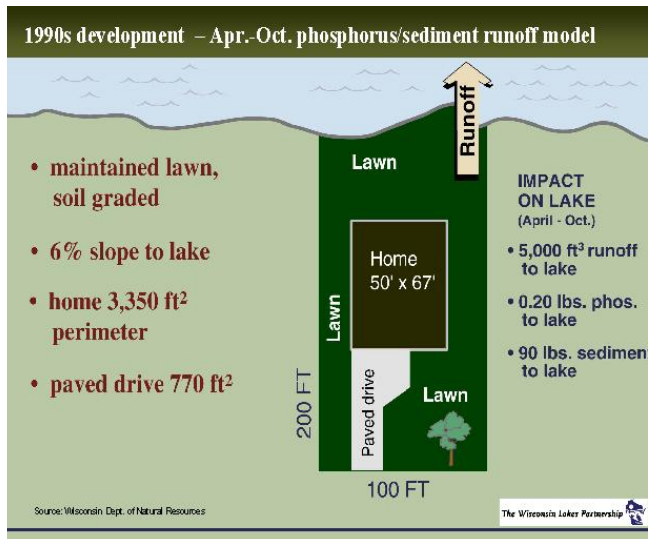 1990s development – Apr.-Oct. phosphorus/sediment runoff model
Runoff
Lawn
• maintained lawn,
soil graded
• 6% slope to lake
• home 3,350 ft²
perimeter
• paved drive 770 ft²
Home
50' x 67'
Lawn
Paved drive
Lawn
200 FT
100 FT
IMPACT
ON LAKE
(April - Oct.)
• 5,000 ft³ runoff
to lake
• 0.20 lbs. phos.
to lake
• 90 lbs. sediment
to lake
Source: Wisconsin Dept. of Natural Resources
The Wisconsin Lakes Partnership